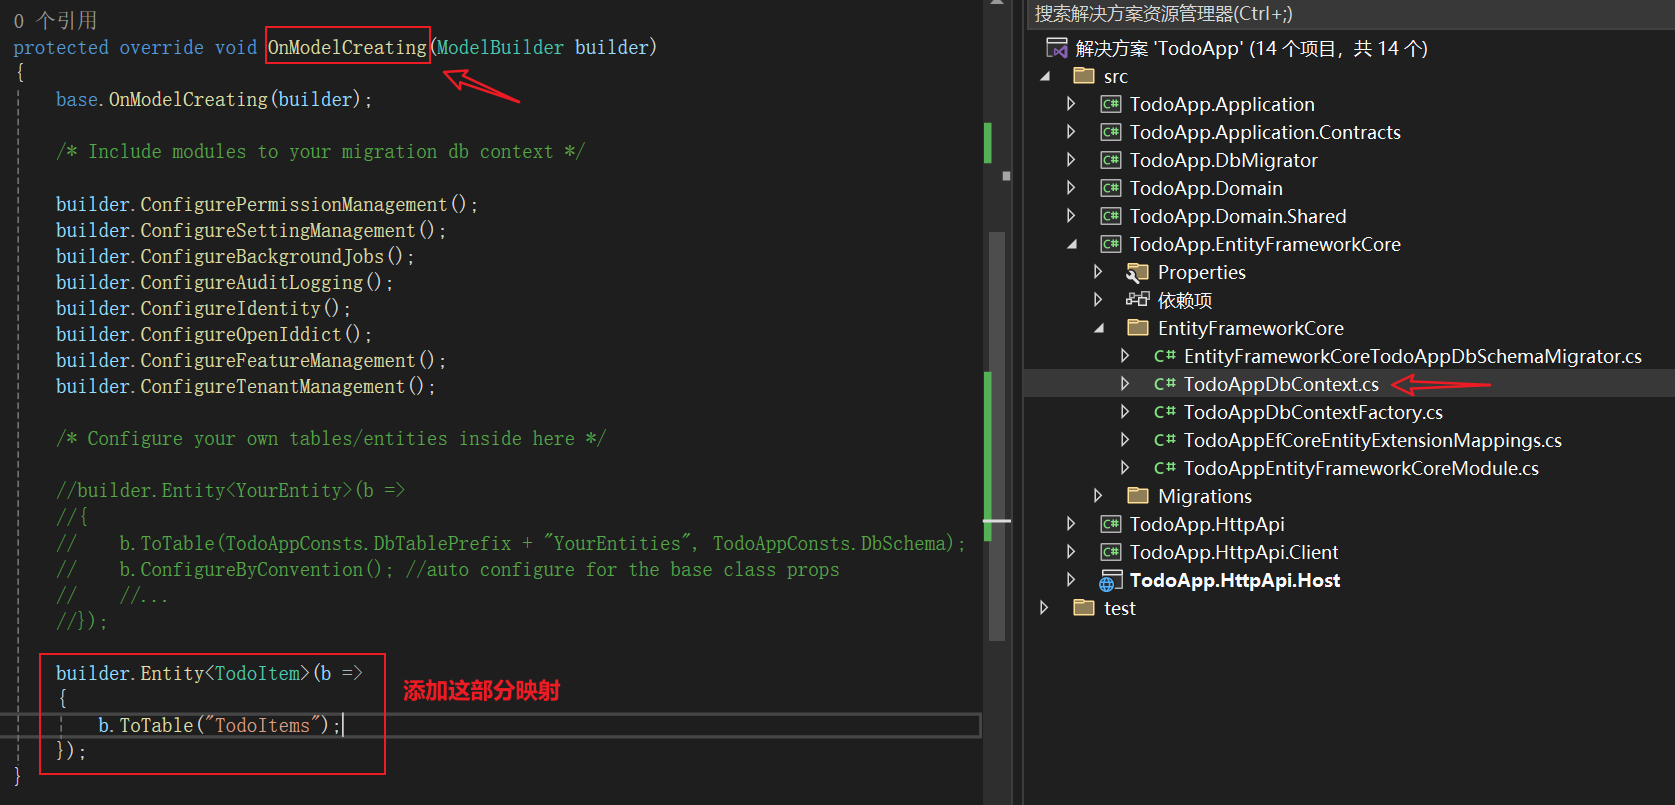 0 个引用
protected override void OnModelCreating(ModelBuilder builder)
{
base.OnModelCreating(builder);
/* Include modules to your migration db context */
builder.ConfigurePermissionManagement();
builder.ConfigureSettingManagement();
builder.ConfigureBackgroundJobs();
builder.ConfigureAuditLogging();
builder.ConfigureIdentity();
builder.ConfigureOpenIddict();
builder.ConfigureFeatureManagement();
builder.ConfigureTenantManagement();
/* Configure your own tables/entities inside here */
//builder.Entity<YourEntity>(b =>
//{
//    b.ToTable(TodoAppConsts.DbTablePrefix + "YourEntities", TodoAppConsts.DbSchema);
//    b.ConfigureByConvention(); //auto configure for the base class props
//    //...
//});
builder.Entity<TodoItem>(b =>
{
b.ToTable("TodoItems");
});
}
添加这部分映射
搜索解决方案资源管理器(Ctrl+;)
解决方案 'TodoApp' (14 个项目，共 14 个)
src
C# TodoApp.Application
C# TodoApp.Application.Contracts
C# TodoApp.DbMigrator
C# TodoApp.Domain
C# TodoApp.Domain.Shared
C# TodoApp.EntityFrameworkCore
Properties
依赖项
EntityFrameworkCore
C# EntityFrameworkCoreTodoAppDbSchemaMigrator.cs
C# TodoAppDbContext.cs
C# TodoAppDbContextFactory.cs
C# TodoAppEfCoreEntityExtensionMappings.cs
C# TodoAppEntityFrameworkCoreModule.cs
Migrations
C# TodoApp.HttpApi
C# TodoApp.HttpApi.Client
TodoApp.HttpApi.Host
test